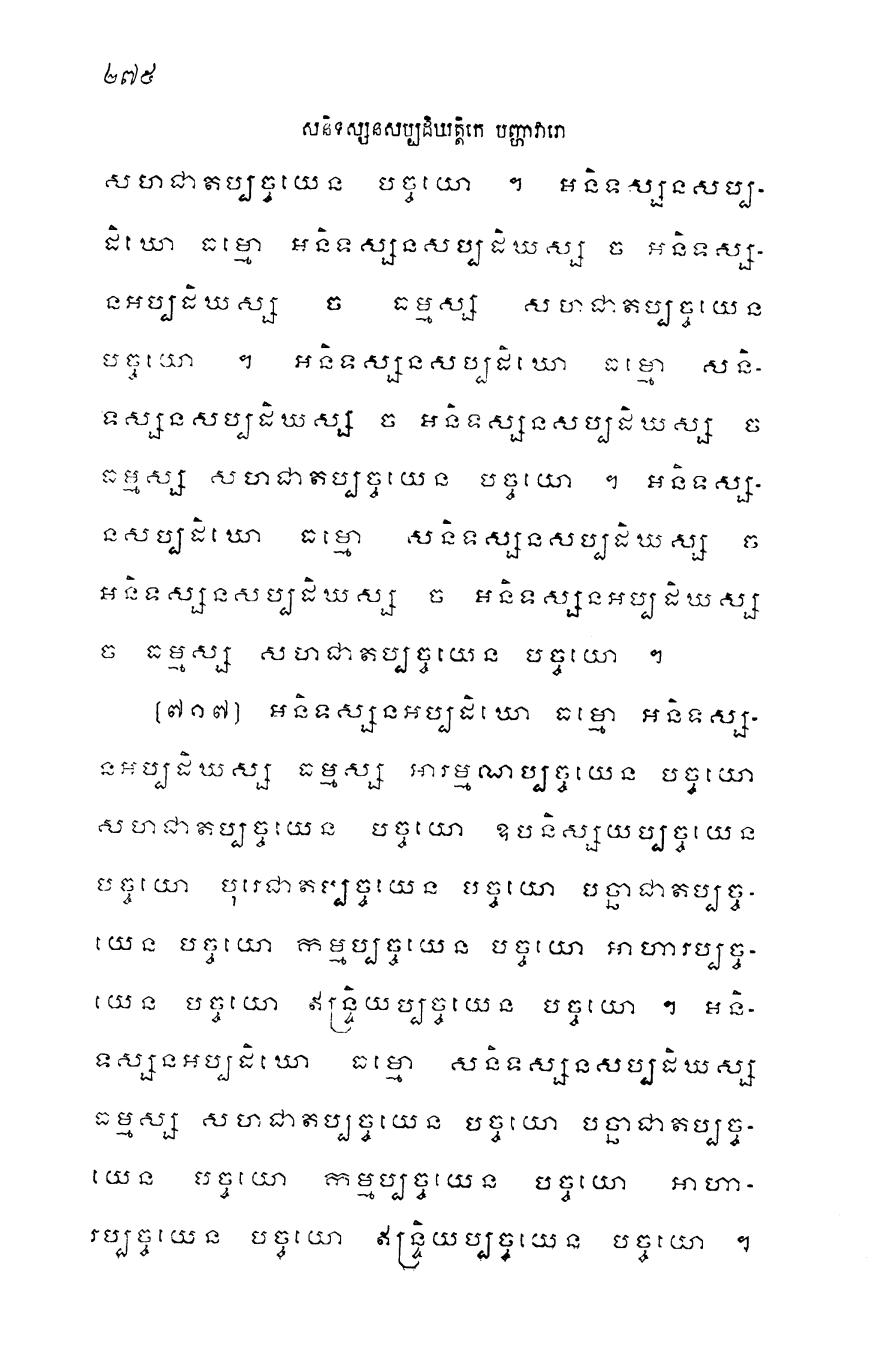 ២៧៥
សនិទស្សនសប្បដិឃត្តិកេ បញ្ហាវារោ
សហជាតប្បច្ចយេន បច្ចយោ ។ អនិទស្សនសប្ប-
ដិឃោ ធម្មោ អនិទស្សនសប្បដិឃស្ស ច អនិទស្ស-
នអប្បដិឃស្ស ច ធម្មស្ស សហជាតប្បច្ចយេន
បច្ចយោ ។ អនិទស្សនសប្បដិឃោ ធម្មោ សនិ-
ទស្សនសប្បដិឃស្ស ច អនិទស្សនសប្បដិឃស្ស ច
ធម្មស្ស សហជាតប្បច្ចយេន បច្ចយោ ។ អនិទស្ស-
នសប្បដិឃោ ធម្មោ សនិទស្សនសប្បដិឃស្ស ច
អនិទស្សនសប្បដិឃស្ស ច អនិទស្សនអប្បដិឃស្ស
ច ធម្មស្ស សហជាតប្បច្ចយេន បច្ចយោ ។
[៧១៧] អនិទស្សនអប្បដិឃោ ធម្មោ អនិទស្ស-
នអប្បដិឃស្ស ធម្មស្ស អារម្មណប្បច្ចយេន បច្ចយោ
សហជាតប្បច្ចយេន បច្ចយោ ឧបនិស្សយប្បច្ចយេន
បច្ចយោ បុរេជាតប្បច្ចយេន បច្ចយោ បច្ឆាជាតប្បច្ច-
យេន បច្ចយោ កម្មប្បច្ចយេន បច្ចយោ អាហារប្បច្ច-
យេន បច្ចយោ ឥន្ទ្រិយប្បច្ចយេន បច្ចយោ ។ អនិ-
ទស្សនអប្បដិឃោ ធម្មោ សនិទស្សនសប្បដិឃស្ស
ធម្មស្ស សហជាតប្បច្ចយេន បច្ចយោ បច្ឆាជាតប្បច្ច-
យេន បច្ចយោ កម្មប្បច្ចយេន បច្ចយោ អាហា-
រប្បច្ចយេន បច្ចយោ ឥន្ទ្រិយប្បច្ចយេន បច្ចយោ ។